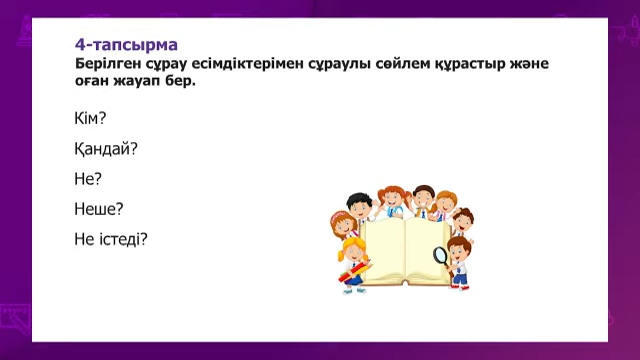 4-тапсырма
Берілген сұрау есімдіктерімен сұраулы сөйлем құрастыр және
оған жауап бер.
Кім?
Қандай?
Не?
Неше?
Не істеді?